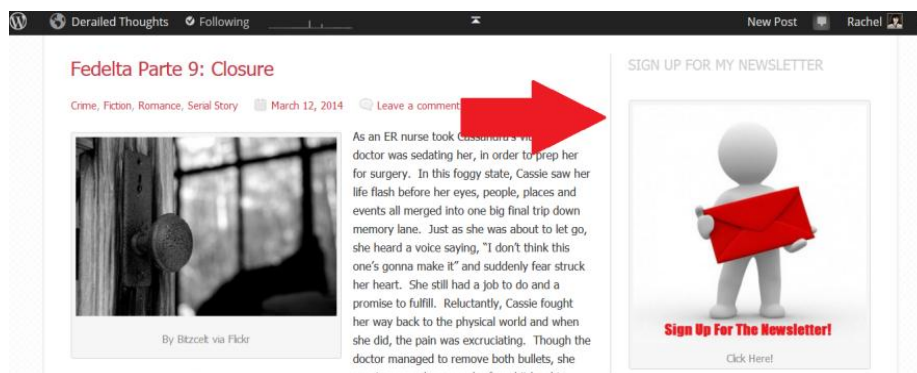 Derailed Thoughts Following New Post Rachel
Fedelta Parte 9: Closure
Crime, Fiction, Romance, Serial Story March 12, 2014 Leave a comment
By Bitzcelt via Flickr
As an ER nurse took Cassandra's
doctor was sedating her, in order to prep her
for surgery. In this foggy state, Cassie saw her
life flash before her eyes, people, places and
events all merged into one big final trip down
memory lane. Just as she was about to let go,
she heard a voice saying, "I don't think this
one's gonna make it" and suddenly fear struck
her heart. She still had a job to do and a
promise to fulfill. Reluctantly, Cassie fought
her way back to the physical world and when
she did, the pain was excruciating. Though the
doctor managed to remove both bullets, she
SIGN UP FOR MY NEWSLETTER
Sign Up For The Newsletter!
Click Here!